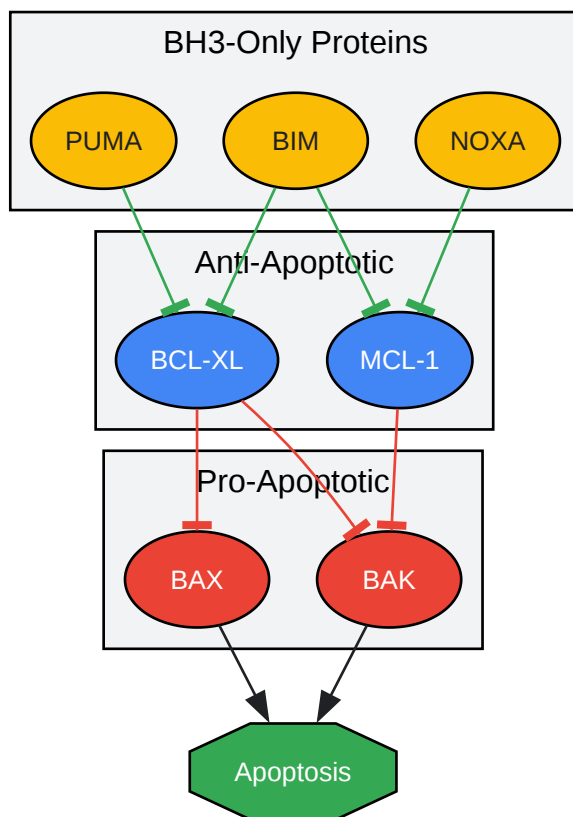 BH3-Only Proteins
PUMA
BIM
NOXA
Anti-Apoptotic
BCL-XL
MCL-1
Pro-Apoptotic
BAX
BAK
Apoptosis